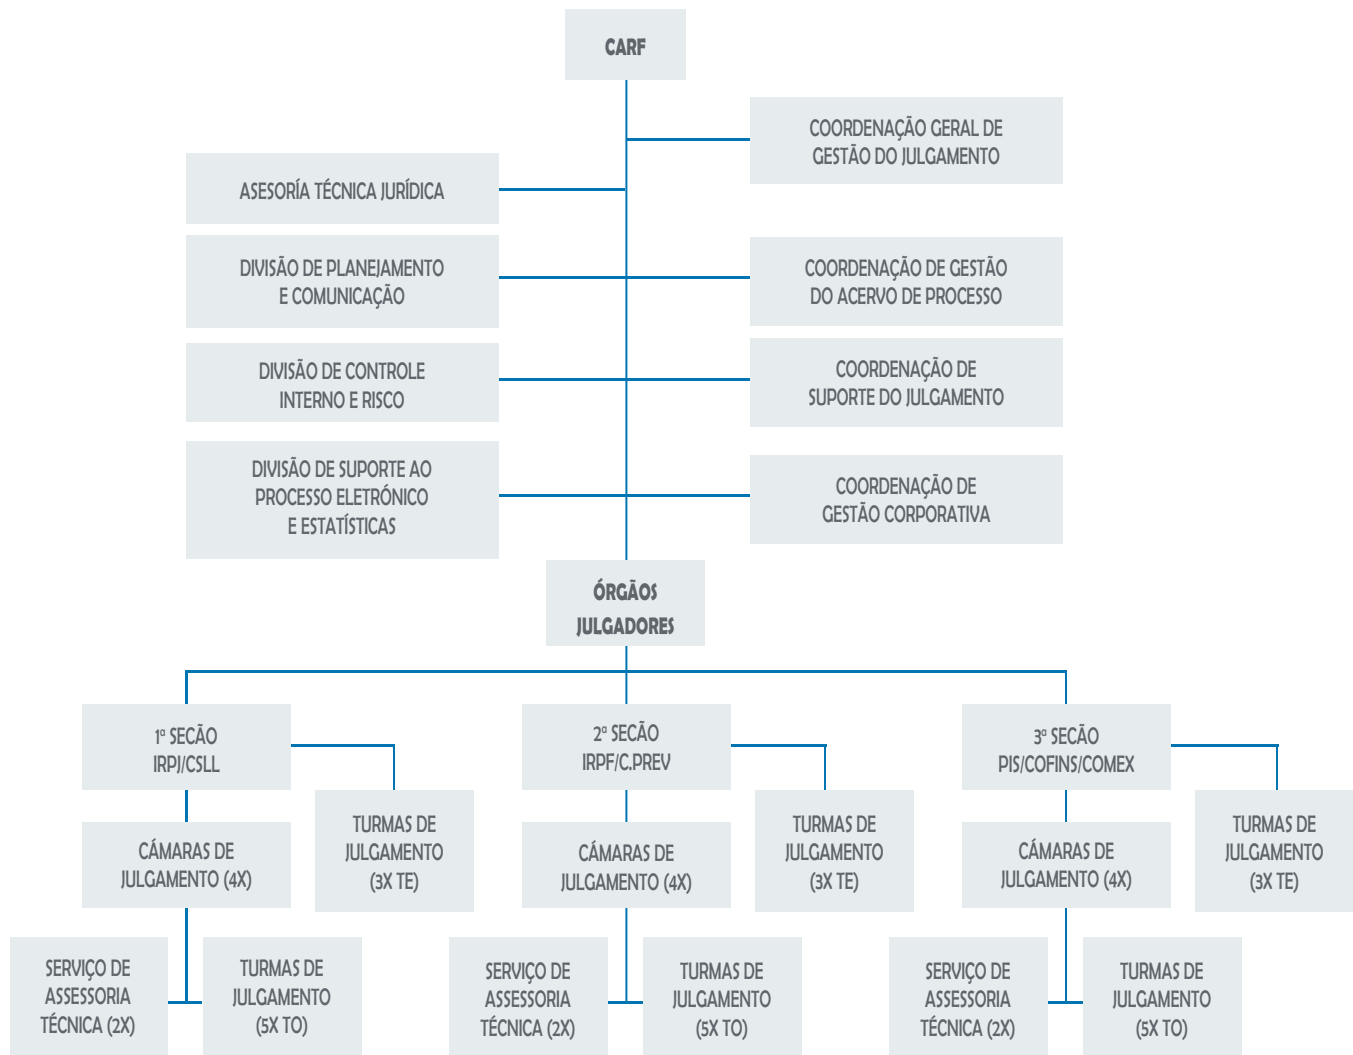 CARF
COORDENAÇÃO GERAL DE
GESTÃO DO JULGAMENTO
ASESORÍA TÉCNICA JURÍDICA
DIVISÃO DE PLANEJAMENTO
E COMUNICAÇÃO
COORDENAÇÃO DE GESTÃO
DO ACERVO DE PROCESSO
DIVISÃO DE CONTROLE
INTERNO E RISCO
COORDENAÇÃO DE
SUPORTE DO JULGAMENTO
DIVISÃO DE SUPORTE AO
PROCESSO ELETRÓNICO
E ESTATÍSTICAS
COORDENAÇÃO DE
GESTÃO CORPORATIVA
ÓRGÃOS
JULGADORES
1ª SECÃO
IRPJ/CSLL
2ª SECÃO
IRPF/C.PREV
3ª SECÃO
PIS/COFINS/COMEX
CÁMARAS DE
JULGAMENTO (4X)
TURMAS DE
JULGAMENTO
(3X TE)
CÁMARAS DE
JULGAMENTO (4X)
TURMAS DE
JULGAMENTO
(3X TE)
CÁMARAS DE
JULGAMENTO (4X)
TURMAS DE
JULGAMENTO
(3X TE)
SERVIÇO DE
ASSESSORIA
TÉCNICA (2X)
TURMAS DE
JULGAMENTO
(5X TO)
SERVIÇO DE
ASSESSORIA
TÉCNICA (2X)
TURMAS DE
JULGAMENTO
(5X TO)
SERVIÇO DE
ASSESSORIA
TÉCNICA (2X)
TURMAS DE
JULGAMENTO
(5X TO)